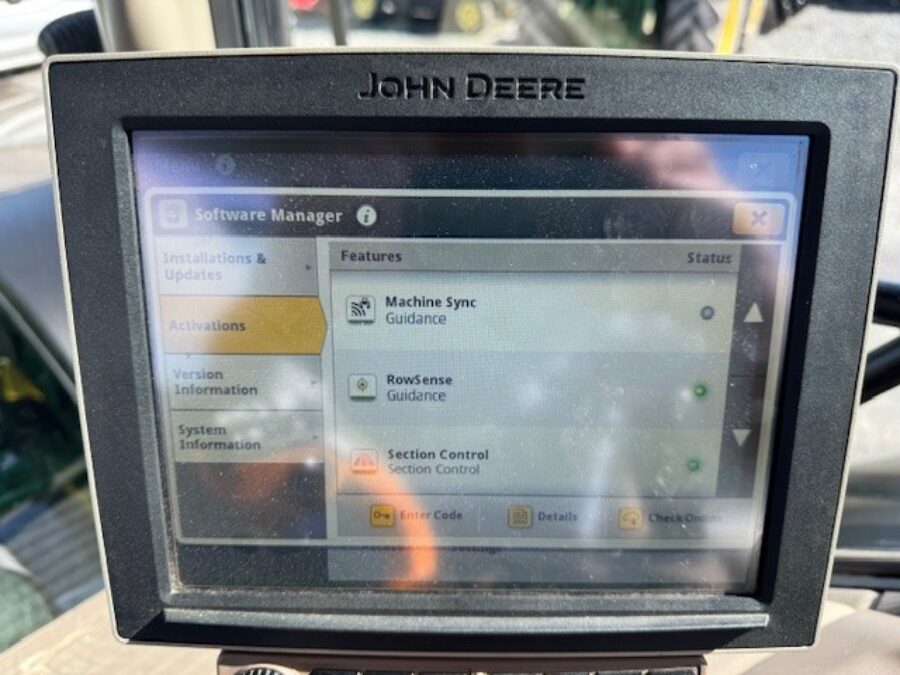 JOHN DEERE
Software Manager
Installations &
Updates
Activations
Version
Information
System
Information
Features Status
Machine Sync
Guidance
RowSense
Guidance
Section Control
Section Control
Enter Code Details Check Online